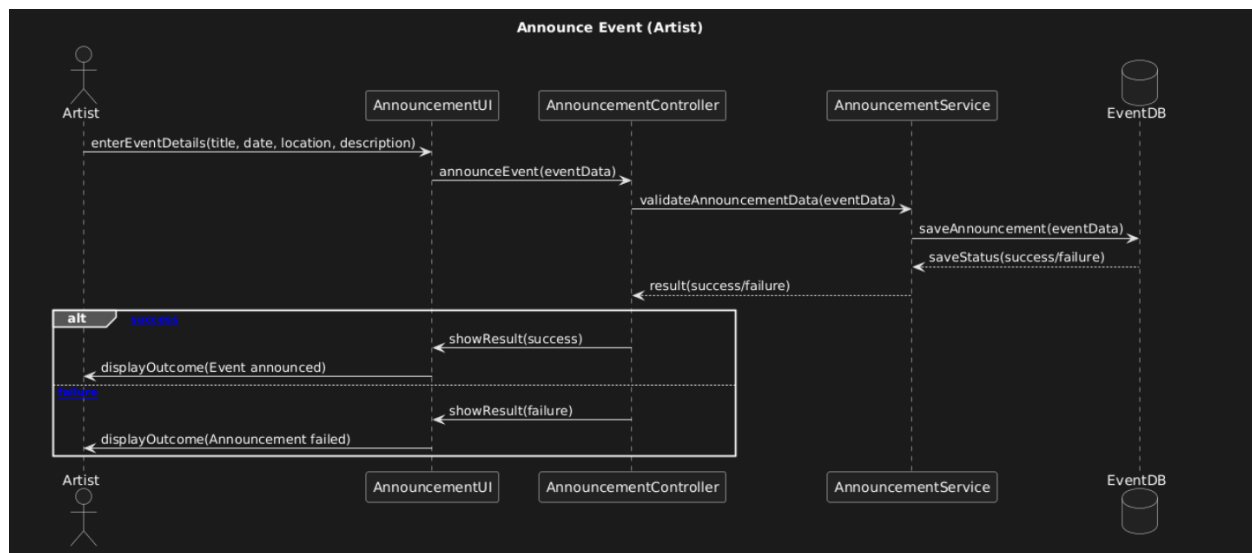 Announce Event (Artist)
Artist
AnnouncementUI
AnnouncementController
AnnouncementService
EventDB
enterEventDetails(title, date, location, description)
announceEvent(eventData)
validateAnnouncementData(eventData)
saveAnnouncement(eventData)
saveStatus(success/failure)
result(success/failure)
alt
success
showResult(success)
displayOutcome(Event announced)
failure
showResult(failure)
displayOutcome(Announcement failed)
Artist
AnnouncementUI
AnnouncementController
AnnouncementService
EventDB